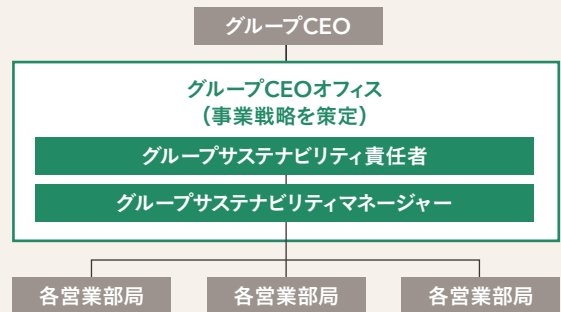 グループCEO
グループCEOオフィス
（事業戦略を策定）
グループサステナビリティ責任者
グループサステナビリティマネージャー
各営業部局
各営業部局
各営業部局